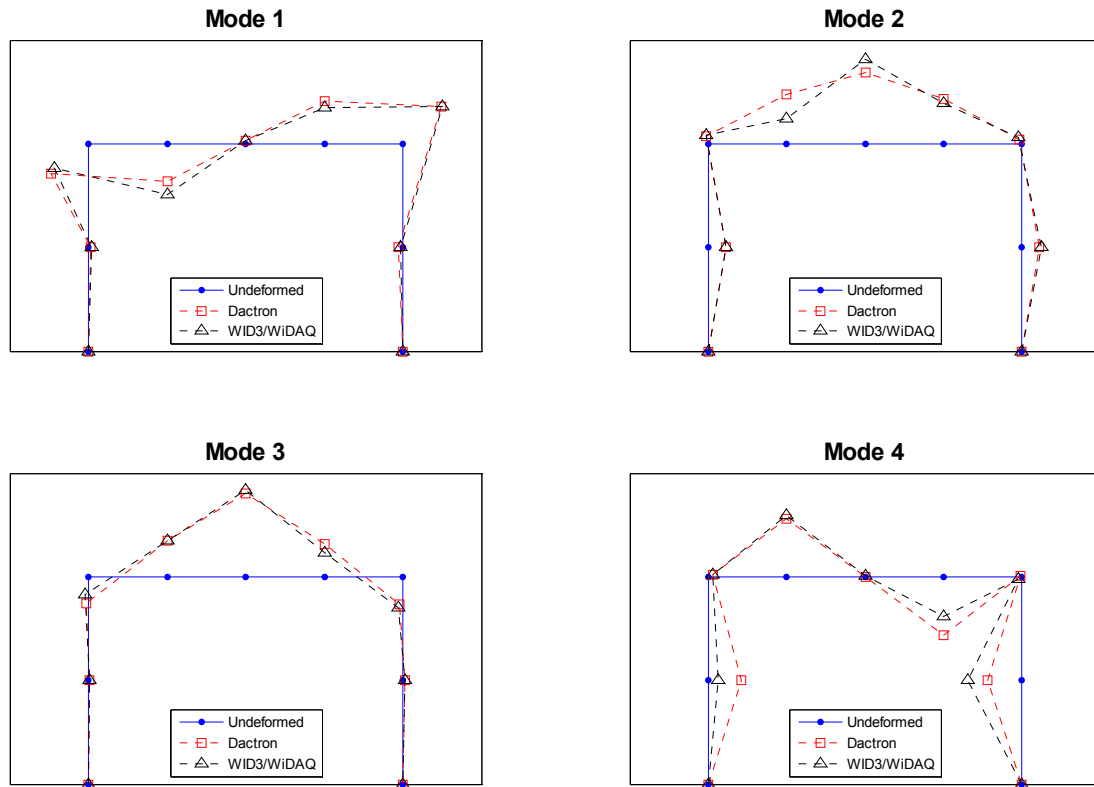 Mode 1
Undeformed
Dactron
WID3/WiDAQ
Mode 2
Undeformed
Dactron
WID3/WiDAQ
Mode 3
Undeformed
Dactron
WID3/WiDAQ
Mode 4
Undeformed
Dactron
WID3/WiDAQ